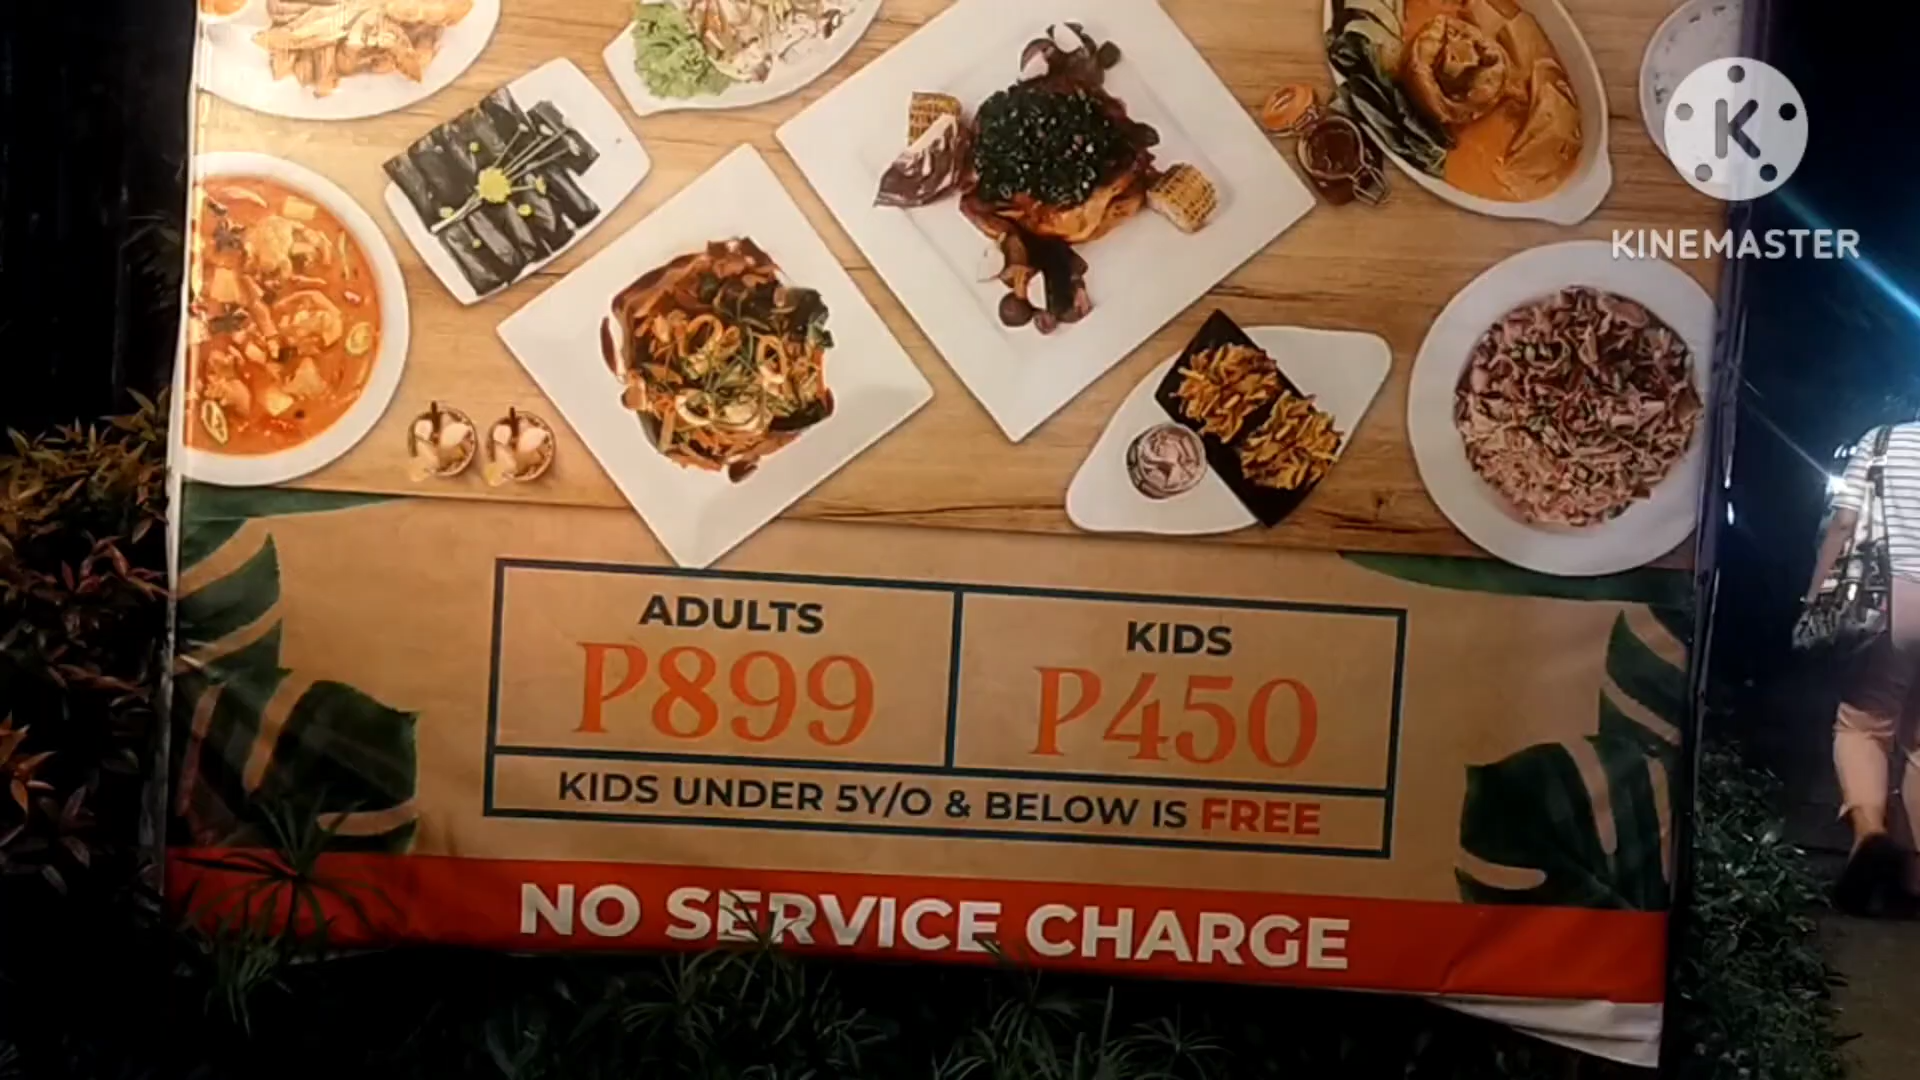 K
KINEMASTER
ADULTS
P899
KIDS
P450
KIDS UNDER 5Y/O & BELOW IS FREE
NO SERVICE CHARGE